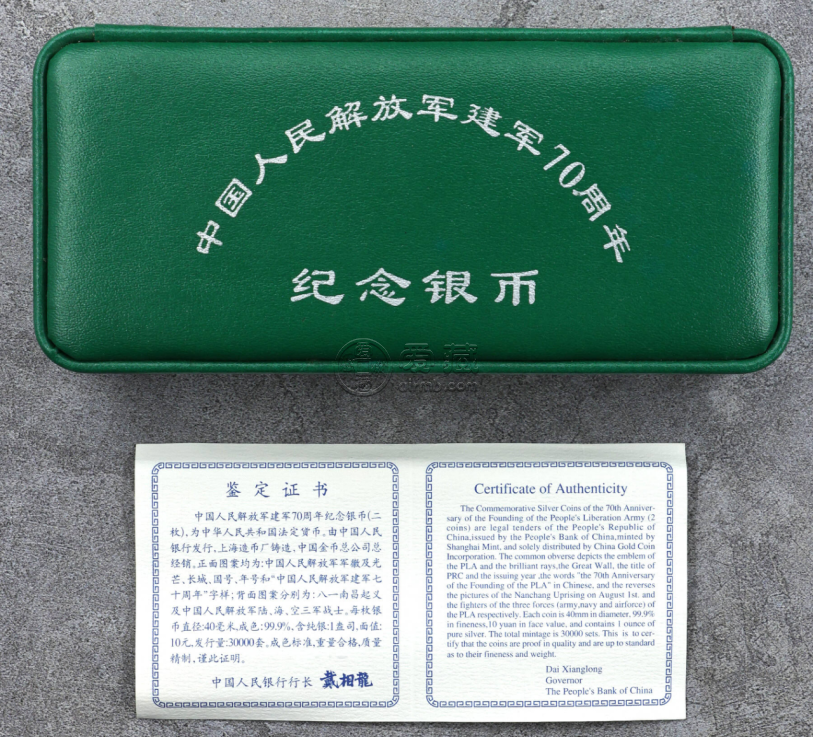 中国人民解放军建军70周年
纪念银币
爱藏
airmb.com
鉴定证书
中国人民解放军建军70周年纪念银币(二
枚),为中华人民共和国法定货币。由中国人民
银行发行,上海造币厂铸造,中国金币总公司总
经销,正面图案均为:中国人民解放军军徽及光
芒、长城、国号、年号和“中国人民解放军建军七
十周年”字样;背面图案分别为:八一南昌起义
及中国人民解放军陆、海、空三军战士。每枚银
币直径:40毫米,成色:99.9%、含纯银:1盎司,面值:
10元,发行量:30000套。成色标准,重量合格,质量
精制,谨此证明。
中国人民银行行长 戴相龍
Certificate of Authenticity
The Commemorative Silver Coins of the 70th Anniver-
sary of the Founding of the People's Liberation Army (2
coins) are legal tenders of the People's Republic of
China,issued by the People's Bank of China,minted by
Shanghai Mint, and solely distributed by China Gold Coin
Incorporation. The common obverse depicts the emblem of
the PLA and the brilliant rays,the Great Wall, the title of
PRC and the issuing year ,the words "the 70th Anniversary
of the Founding of the PLA" in Chinese, and the reverses
the pictures of the Nanchang Uprising on August 1st. and
the fighters of the three forces (army,navy and airforce) of
the PLA respectively. Each coin is 40mm in diameter, 99.9%
in fineness,10 yuan in face value, and contains 1 ounce of
pure silver. The total mintage is 30000 sets. This is to cer-
tify that the coins are proof in quality and are up to standard
as to their fineness and weight.
Dai Xianglong
Governor
The People's Bank of China